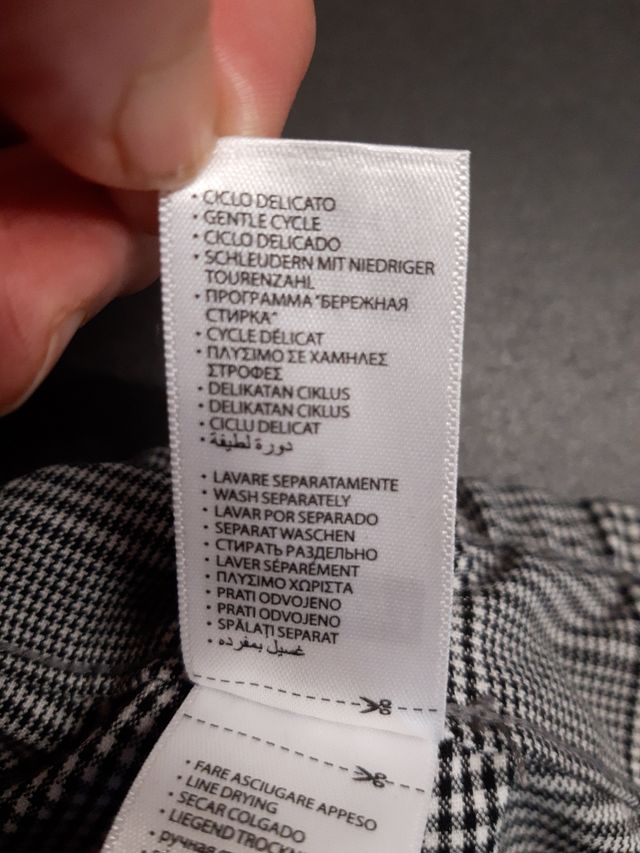 • CICLO DELICATO
• GENTLE CYCLE
• CICLO DELICADO
• SCHLEUDERN MIT NIEDRIGER
TOURENZAHL
• ПРОГРАММА "БЕРЕЖНАЯ
СТИРКА"
• CYCLE DÉLICAT
• ΠΛΥΣΙΜΟ ΣΕ ΧΑΜΗΛΕΣ
ΣΤΡΟΦΕΣ
• DELIKATAN CIKLUS
• DELIKATAN CIKLUS
• CICLU DELICAT
• دورة لطيفة
• LAVARE SEPARATAMENTE
• WASH SEPARATELY
• LAVAR POR SEPARADO
• SEPARAT WASCHEN
• СТИРАТЬ РАЗДЕЛЬНО
• LAVER SÉPARÉMENT
• ΠΛΥΣΙΜΟ ΧΩΡΙΣΤΑ
• PRATI ODVOJENO
• PRATI ODVOJENO
• SPĂLAȚI SEPARAT
• غسيل بمفرده
• FARE ASCIUGARE APPESO
• LINE DRYING
• SECAR COLGADO
• LIEGEND
• ручная